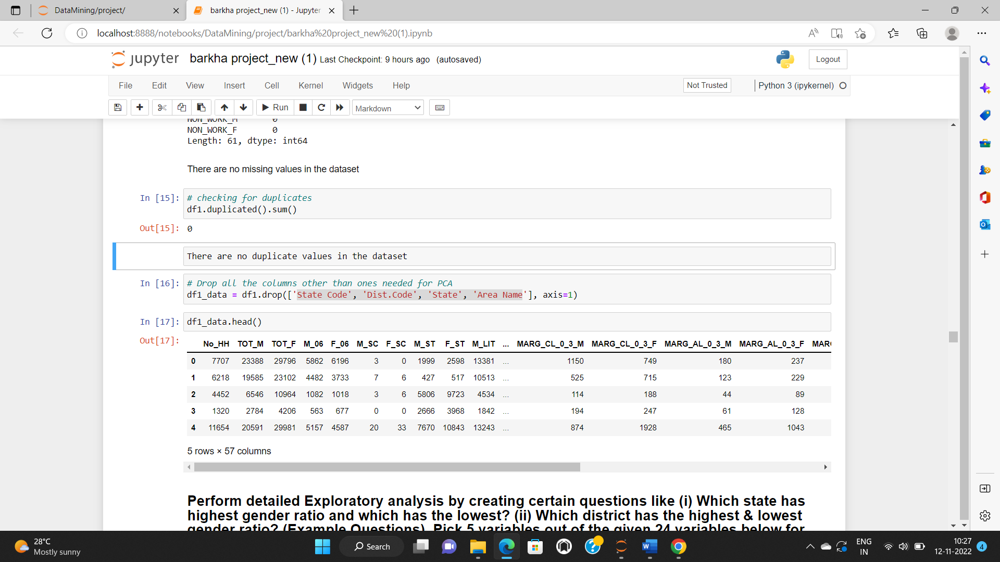 DataMining/project/
barkha project_new (1) - Jupyter
localhost:8888/notebooks/DataMining/project/barkha%20project_new%20(1).ipynb
jupyter barkha project_new (1) Last Checkpoint: 9 hours ago (autosaved)
Logout
File Edit View Insert Cell Kernel Widgets Help
Not Trusted
Python 3 (ipykernel)
Run
Markdown
NON_WORK_M 0
NON_WORK_F 0
Length: 61, dtype: int64
There are no missing values in the dataset
In [15]: # checking for duplicates
df1.duplicated().sum()
Out[15]: 0
There are no duplicate values in the dataset
In [16]: # Drop all the columns other than ones needed for PCA
df1_data = df1.drop(['State Code', 'Dist.Code', 'State', 'Area Name'], axis=1)
In [17]: df1_data.head()
Out[17]:
No_HH TOT_M TOT_F M_06 F_06 M_SC F_SC M_ST F_ST M_LIT ... MARG_CL_0_3_M MARG_CL_0_3_F MARG_AL_0_3_M MARG_AL_0_3_F MARG
0 7707 23388 29796 5862 6196 3 0 1999 2598 13381 ... 1150 749 180 237
1 6218 19585 23102 4482 3733 7 6 427 517 10513 ... 525 715 123 229
2 4452 6546 10964 1082 1018 3 6 5806 9723 4534 ... 114 188 44 89
3 1320 2784 4206 563 677 0 0 2666 3968 1842 ... 194 247 61 128
4 11654 20591 29981 5157 4587 20 33 7670 10843 13243 ... 874 1928 465 1043
5 rows × 57 columns
Perform detailed Exploratory analysis by creating certain questions like (i) Which state has
highest gender ratio and which has the lowest? (ii) Which district has the highest & lowest
gender ratio? (Example Questions). Pick 5 variables out of the given 24 variables below for
28°C
Mostly sunny
Search
ENG
IN
10:27
12-11-2022
4